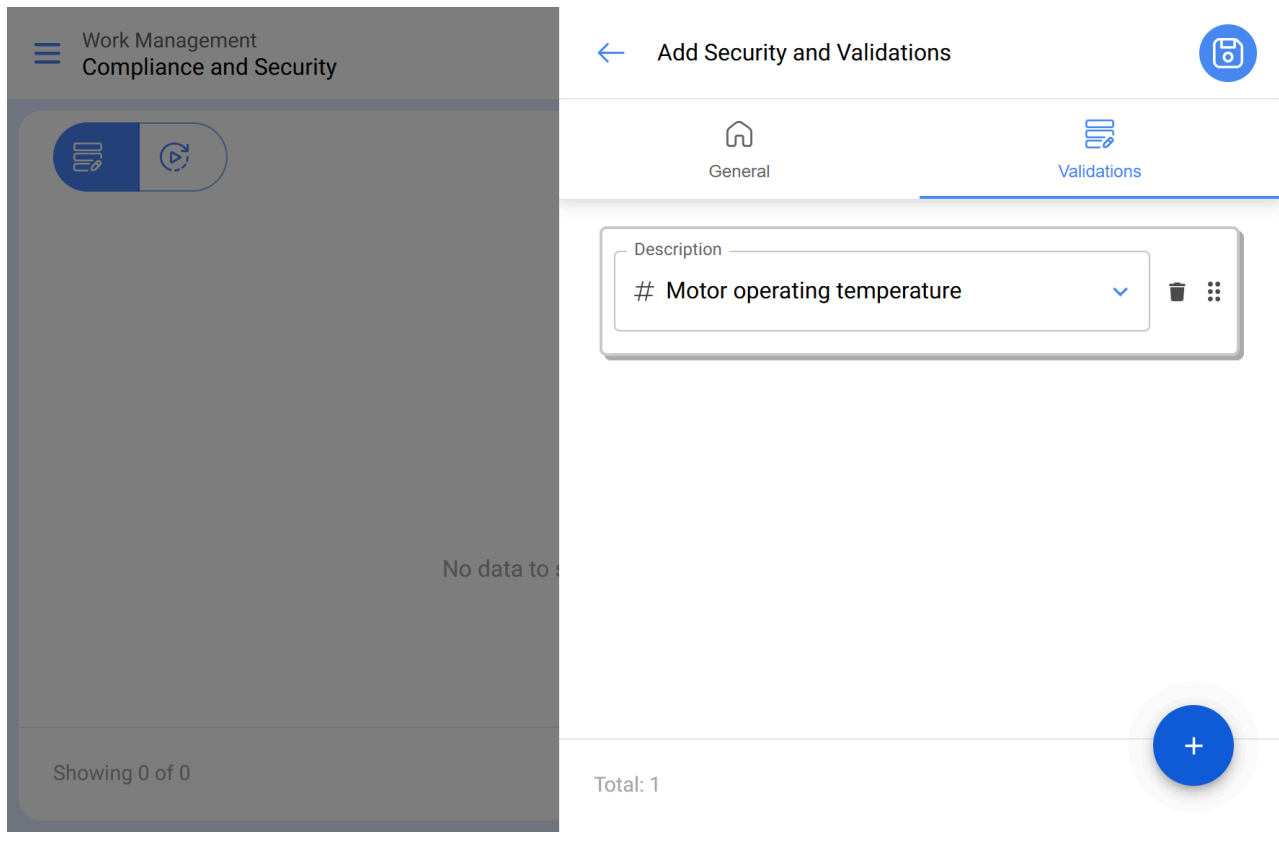 Work Management
Compliance and Security
No data to
Showing 0 of 0
Add Security and Validations
General
Validations
Description
# Motor operating temperature
Total: 1
+